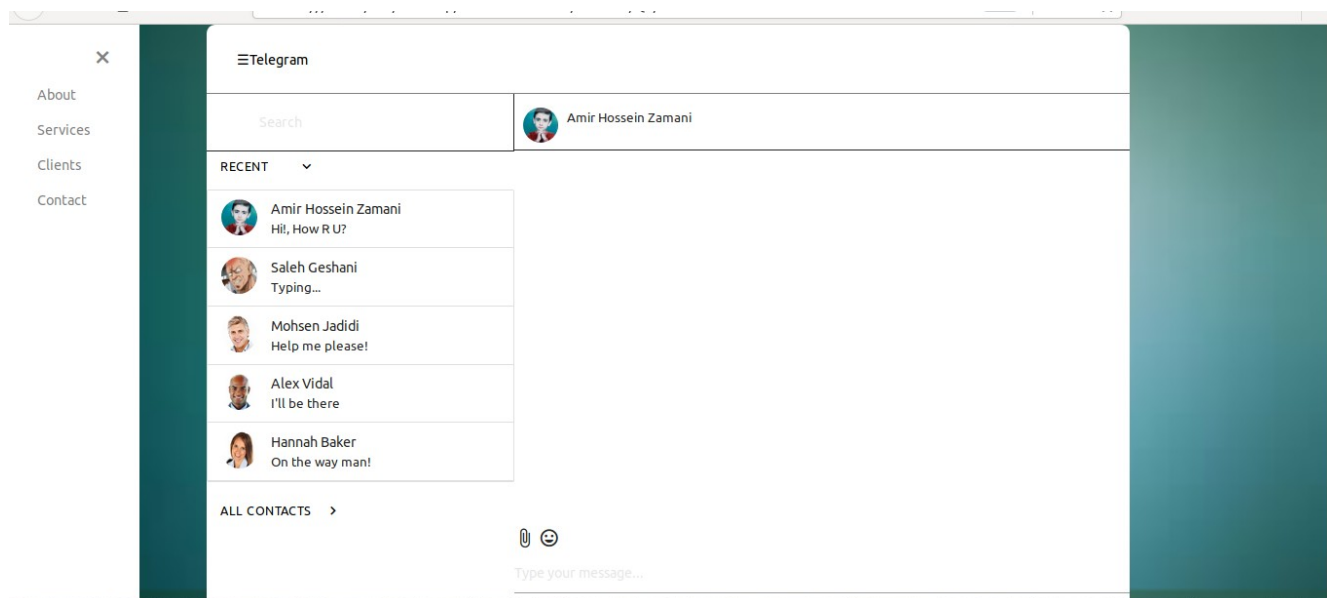 ×
About
Services
Clients
Contact
☰Telegram
Search
Amir Hossein Zamani
RECENT
Amir Hossein Zamani
Hi!, How R U?
Saleh Geshani
Typing...
Mohsen Jadidi
Help me please!
Alex Vidal
I'll be there
Hannah Baker
On the way man!
ALL CONTACTS
Type your message...